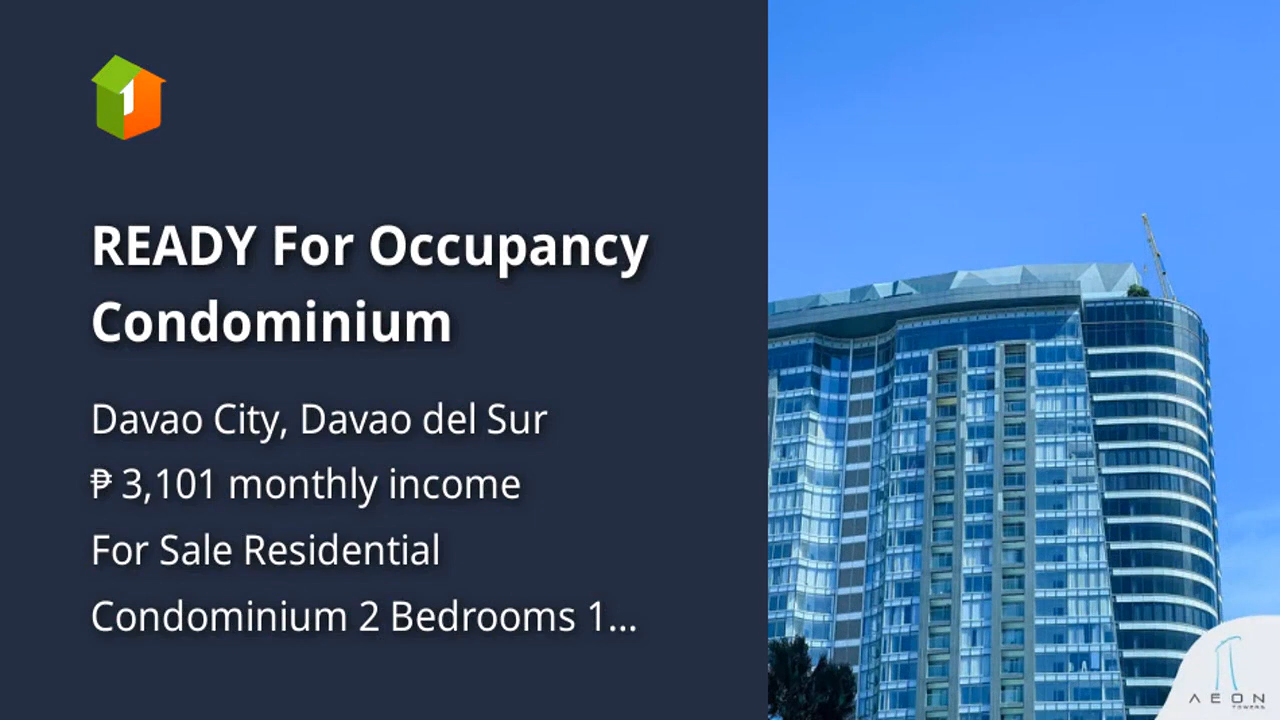 READY For Occupancy
Condominium
Davao City, Davao del Sur
₱ 3,101 monthly income
For Sale Residential
Condominium 2 Bedrooms 1...
AEON
TOWERS